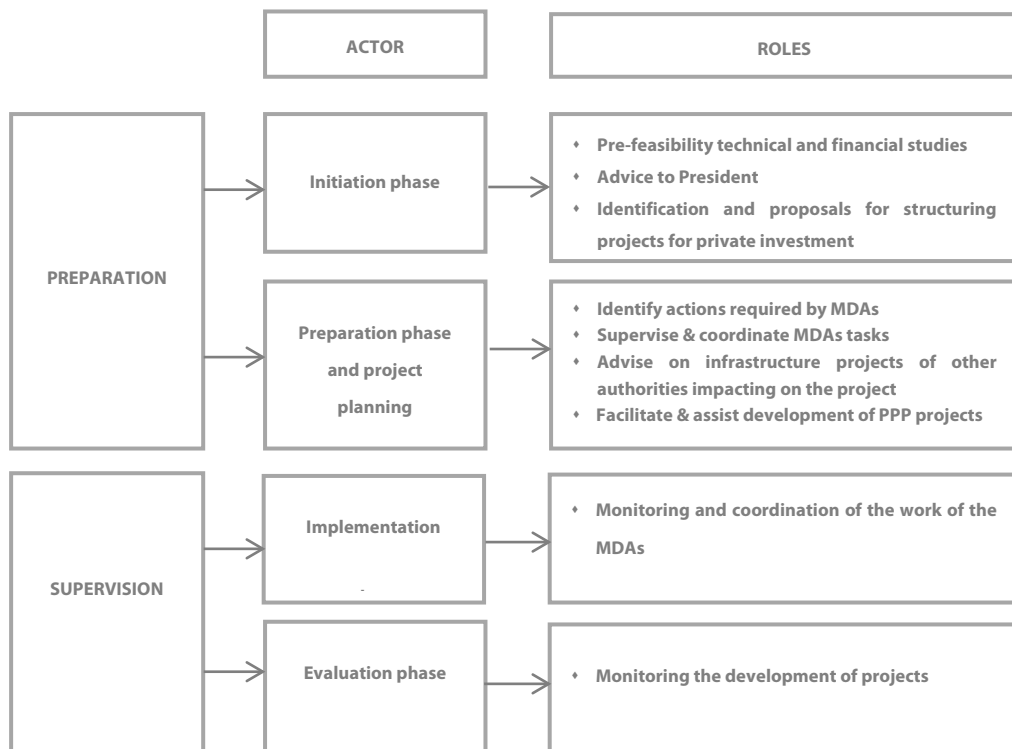 ACTOR
ROLES
PREPARATION
Initiation phase
⬧ Pre-feasibility technical and financial studies
⬧ Advice to President
⬧ Identification and proposals for structuring
projects for private investment
Preparation phase
and project
planning
⬧ Identify actions required by MDAs
⬧ Supervise & coordinate MDAs tasks
⬧ Advise on infrastructure projects of other
authorities impacting on the project
⬧ Facilitate & assist development of PPP projects
SUPERVISION
Implementation
-
⬧ Monitoring and coordination of the work of the
MDAs
Evaluation phase
⬧ Monitoring the development of projects